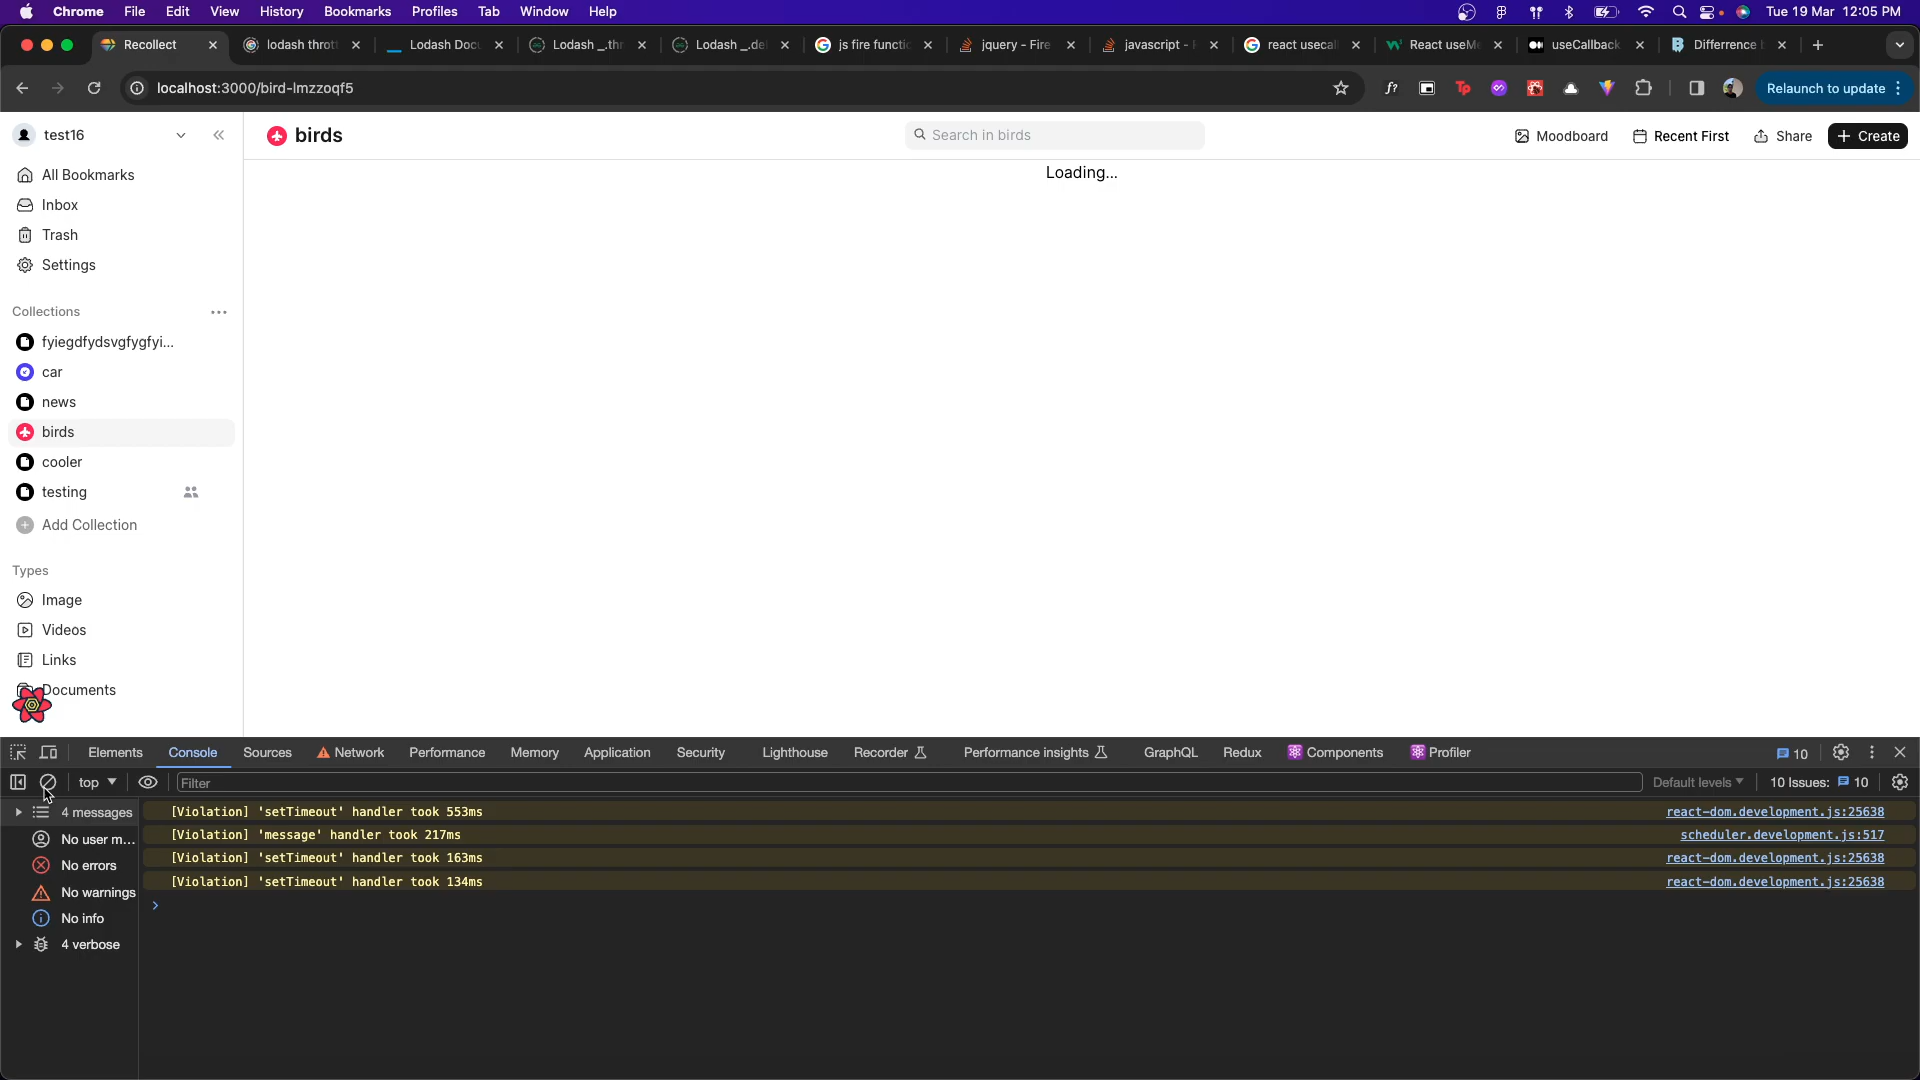 Chrome File Edit View History Bookmarks Profiles Tab Window Help Tue 19 Mar 12:05 PM
Recollect lodash thrott Lodash Docu Lodash _.thr Lodash _.de js fire functio jquery - Fire javascript - useCallback React useMe react usecal Differrence
localhost:3000/bird-lmzzoqf5 Relaunch to update
test16
birds
Search in birds
Moodboard Recent First Share Create
Loading...
All Bookmarks
Inbox
Trash
Settings
Collections
fyiegdfydsvgfygfyi...
car
news
birds
cooler
testing
Add Collection
Types
Image
Videos
Links
Documents
Elements Console Sources Network Performance Memory Application Security Lighthouse Recorder Performance insights GraphQL Redux Components Profiler 10
top Filter Default levels 10 Issues: 10
4 messages
No user m...
No errors
No warnings
No info
4 verbose
[Violation] 'setTimeout' handler took 553ms react-dom.development.js:25638
[Violation] 'message' handler took 217ms scheduler.development.js:517
[Violation] 'setTimeout' handler took 163ms react-dom.development.js:25638
[Violation] 'setTimeout' handler took 134ms react-dom.development.js:25638